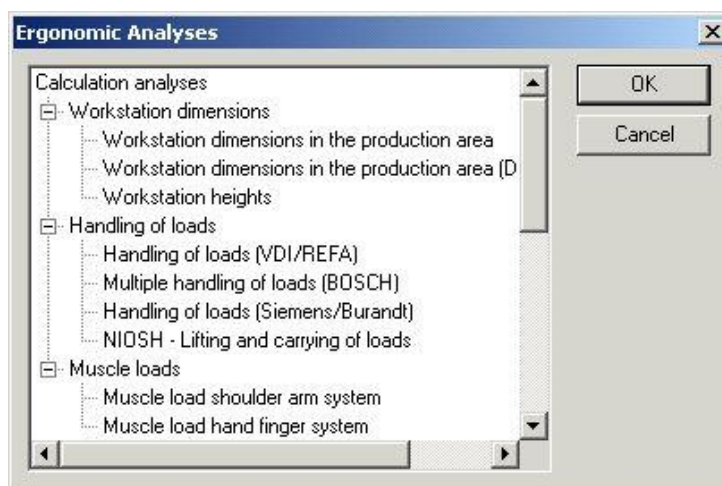 Ergonomic Analyses
Calculation analyses
Workstation dimensions
Workstation dimensions in the production area
Workstation dimensions in the production area (D
Workstation heights
Handling of loads
Handling of loads (VDI/REFA)
Multiple handling of loads (BOSCH)
Handling of loads (Siemens/Burandt)
NIOSH - Lifting and carrying of loads
Muscle loads
Muscle load shoulder arm system
Muscle load hand finger system
OK
Cancel